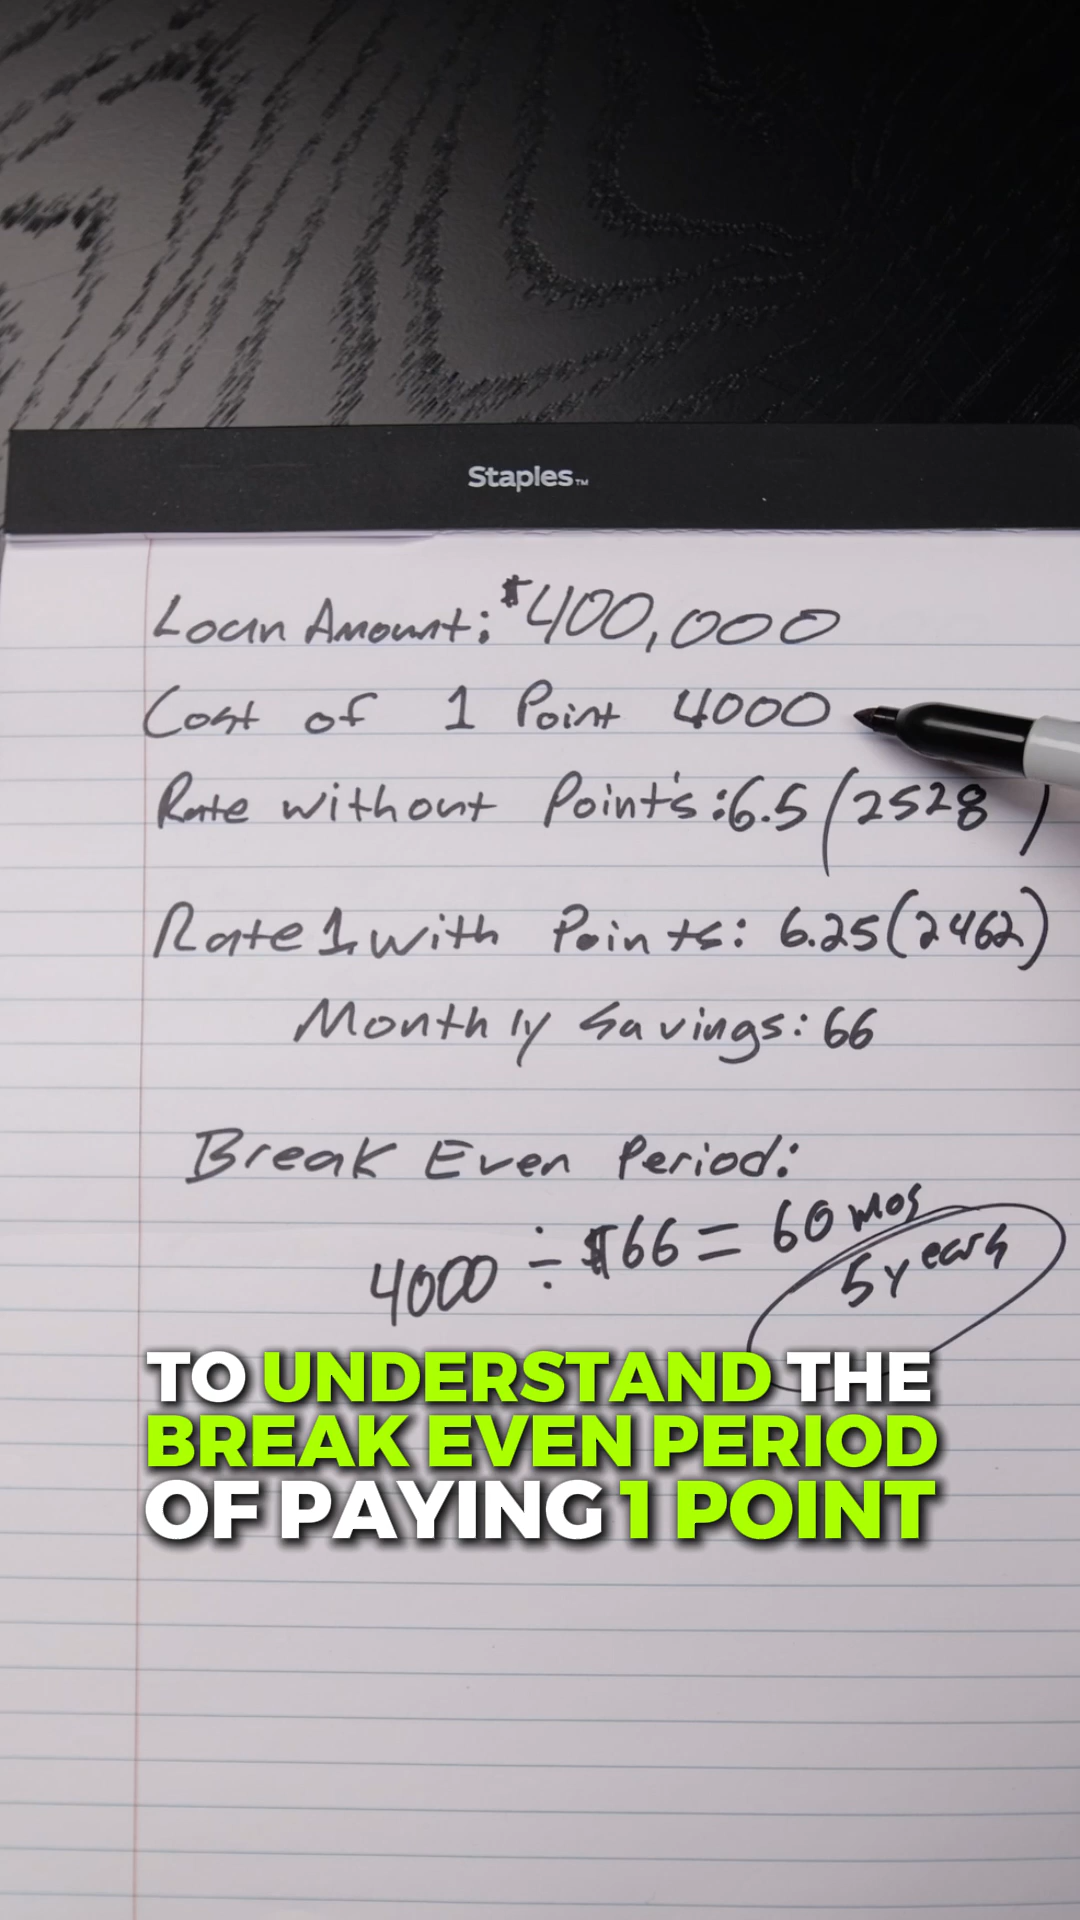 Staples™
Loan Amount: $400,000
Cost of 1 Point 4000
Rate without Point's: 6.5 (2528)
Rate 1 with Points: 6.25 (2462)
Monthly Savings: 66
Break Even Period:
4000 ÷ $66 = 60 mos
5 years
TO UNDERSTAND THE
BREAK EVEN PERIOD
OF PAYING 1 POINT